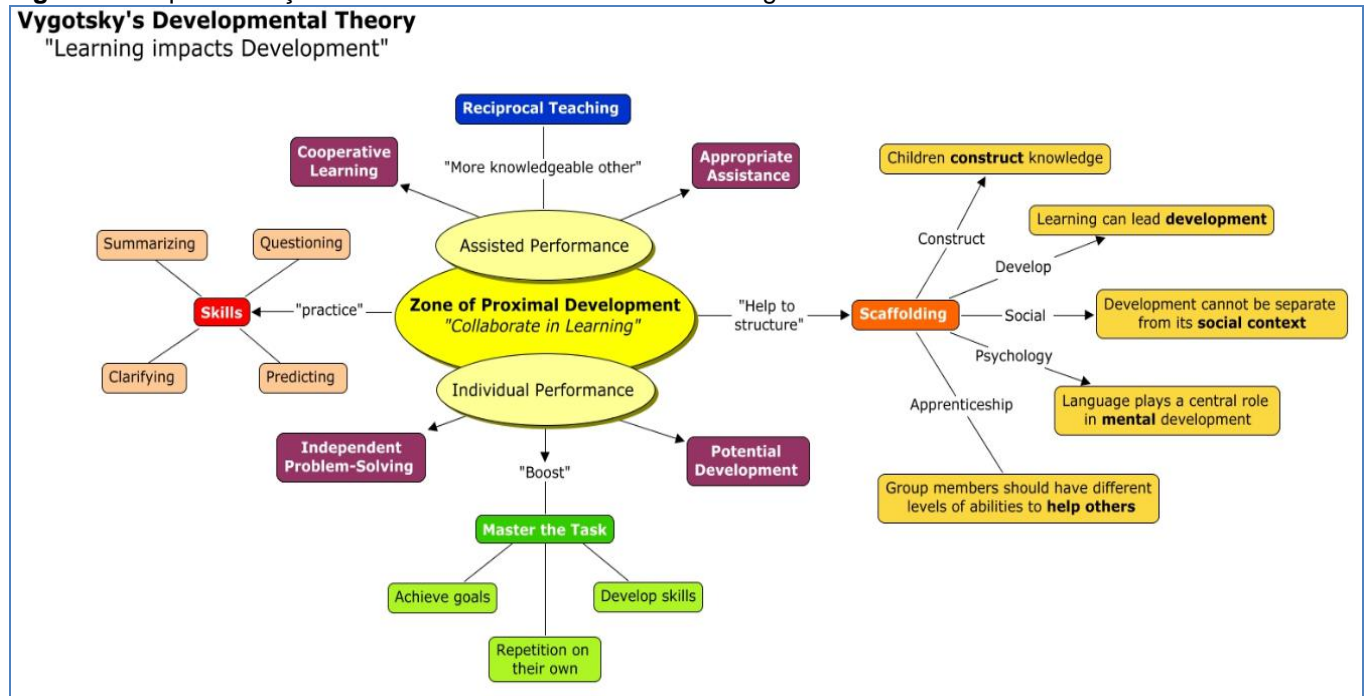 Vygotsky's Developmental Theory
"Learning impacts Development"
Reciprocal Teaching
Cooperative
Learning
"More knowledgeable other"
Appropriate
Assistance
Children construct knowledge
Assisted Performance
Learning can lead development
Construct
Develop
Summarizing
Questioning
Zone of Proximal Development
"Collaborate in Learning"
Skills
"practice"
"Help to
structure"
Scaffolding
Social
Development cannot be separate
from its social context
Clarifying
Predicting
Psychology
Individual Performance
Apprenticeship
Language plays a central role
in mental development
Independent
Problem-Solving
"Boost"
Potential
Development
Group members should have different
levels of abilities to help others
Master the Task
Achieve goals
Develop skills
Repetition on
their own